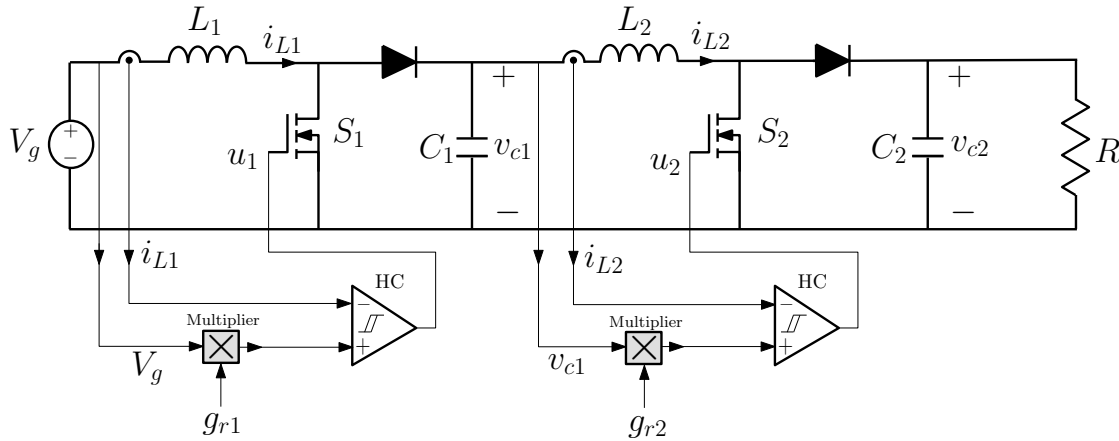 L1
iL1
L2
iL2
+
+
+
Vg
+
−
S1
u1
C1
vc1
S2
u2
C2
vc2
R
−
−
iL1
HC
−
+
Multiplier
Vg
gr1
iL2
HC
−
+
Multiplier
vc1
gr2